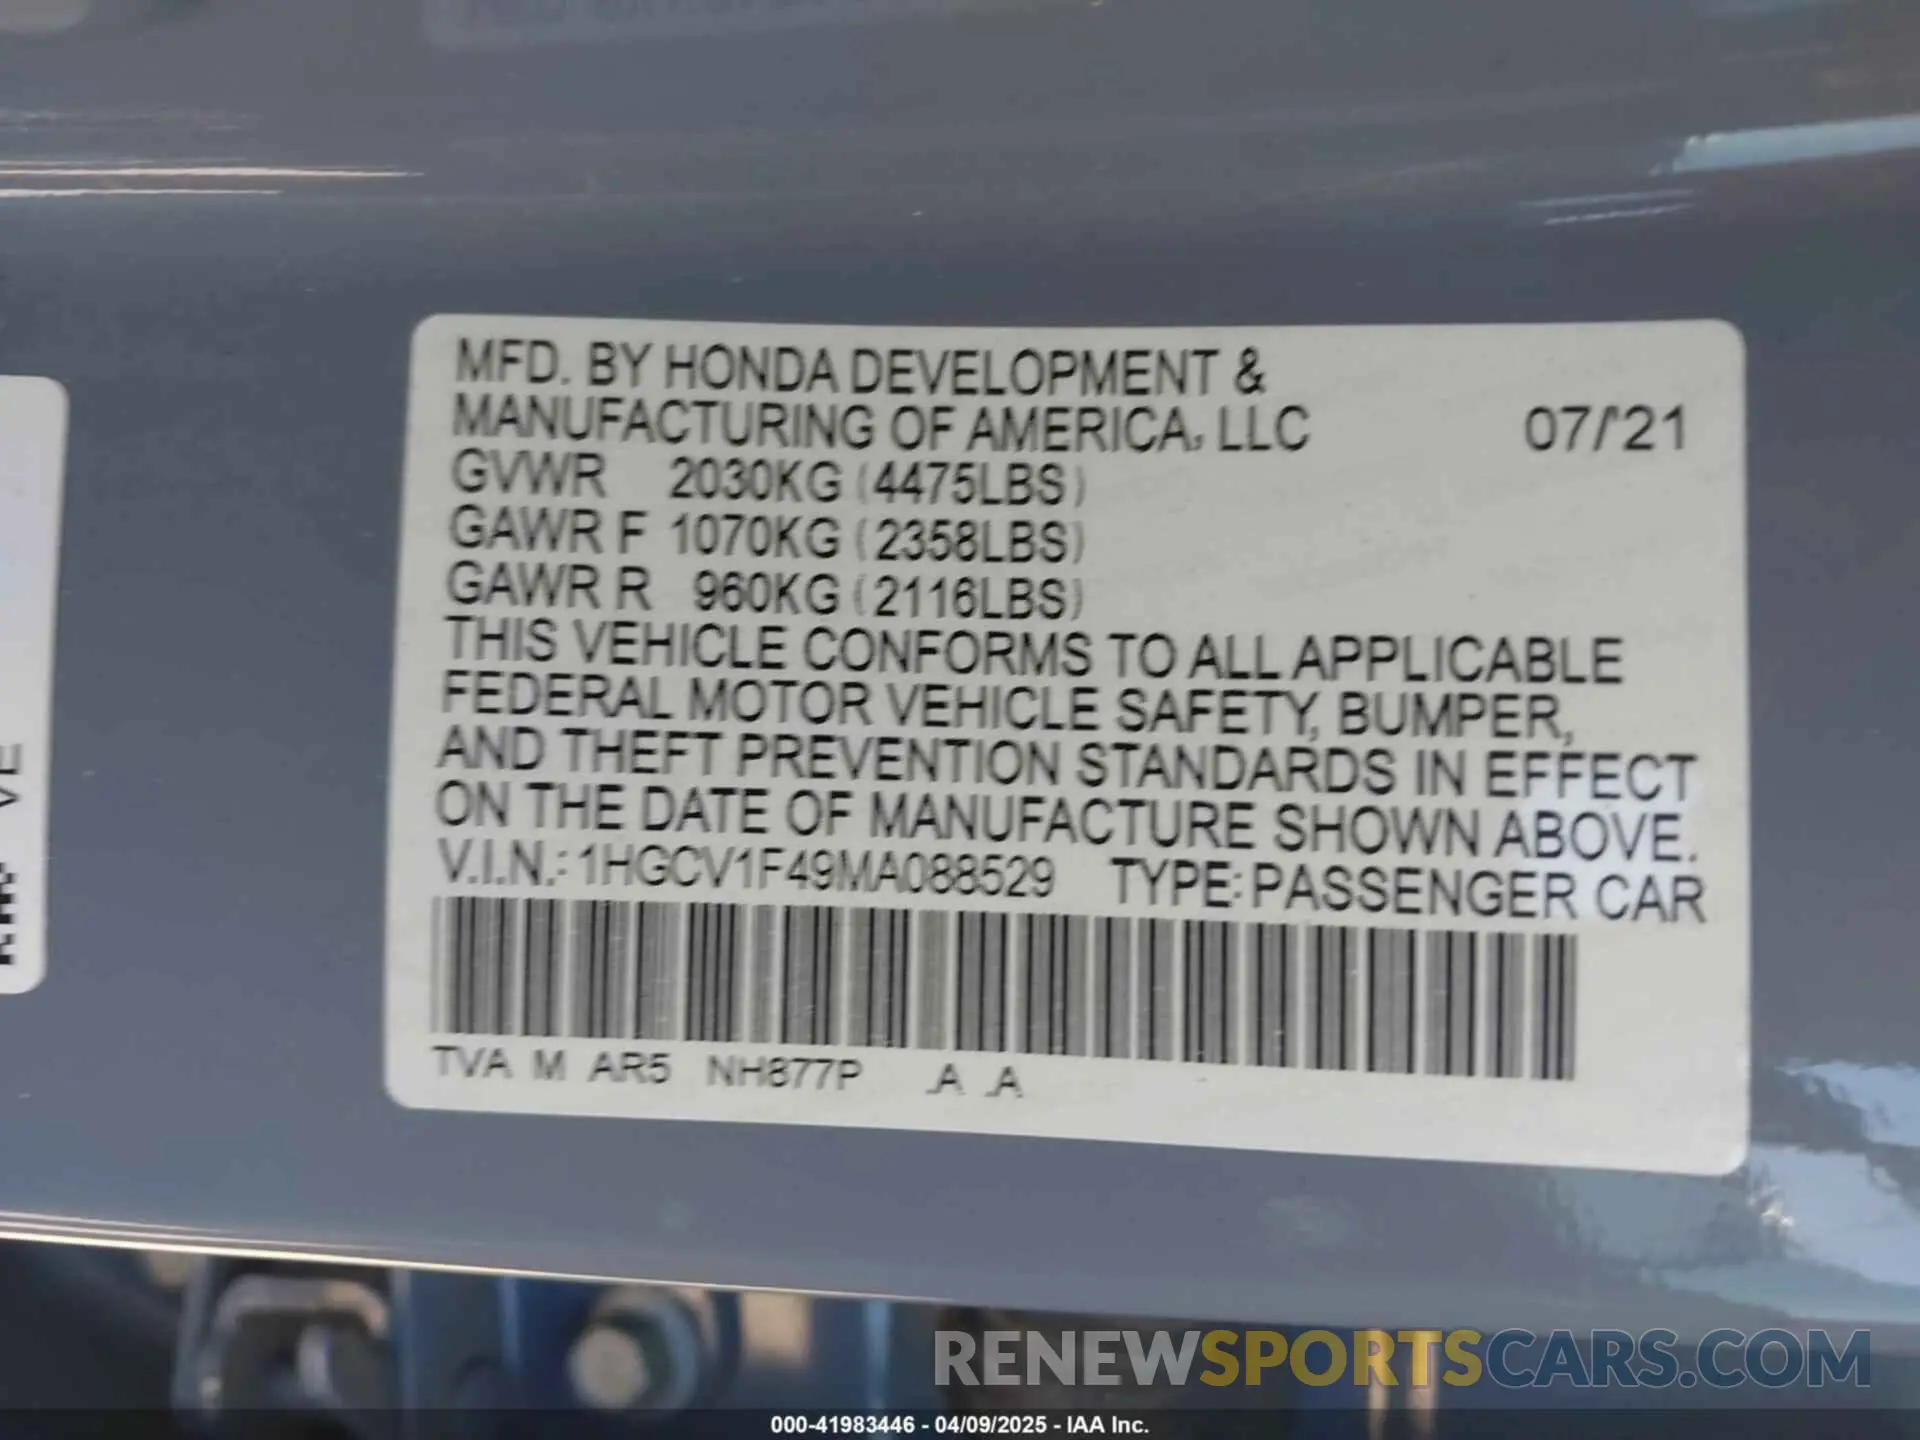 MFD. BY HONDA DEVELOPMENT &
MANUFACTURING OF AMERICA, LLC 07/'21
GVWR 2030KG (4475LBS)
GAWR F 1070KG (2358LBS)
GAWR R 960KG (2116LBS)
THIS VEHICLE CONFORMS TO ALL APPLICABLE
FEDERAL MOTOR VEHICLE SAFETY, BUMPER,
AND THEFT PREVENTION STANDARDS IN EFFECT
ON THE DATE OF MANUFACTURE SHOWN ABOVE.
V.I.N.: 1HGCV1F49MA088529 TYPE: PASSENGER CAR
TVA M AR5 NH877P A A
VE
RENEWSPORTSCARS.COM
000-41983446 - 04/09/2025 - IAA Inc.